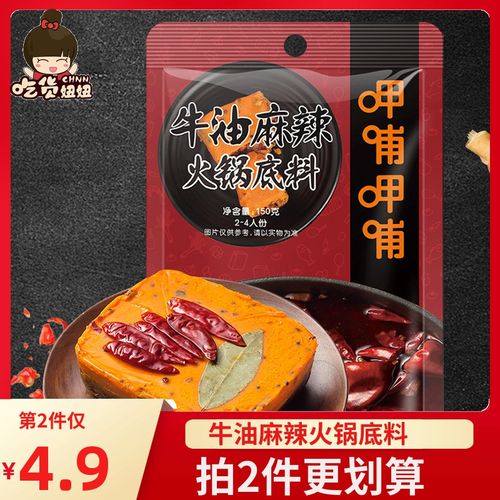 CHNN
吃货妞妞
牛油麻辣
火锅底料
净含量:150克
2-4人份
图片仅供参考,请以实物为准
呷哺呷哺
第2件仅
¥4.9
牛油麻辣火锅底料
拍2件更划算